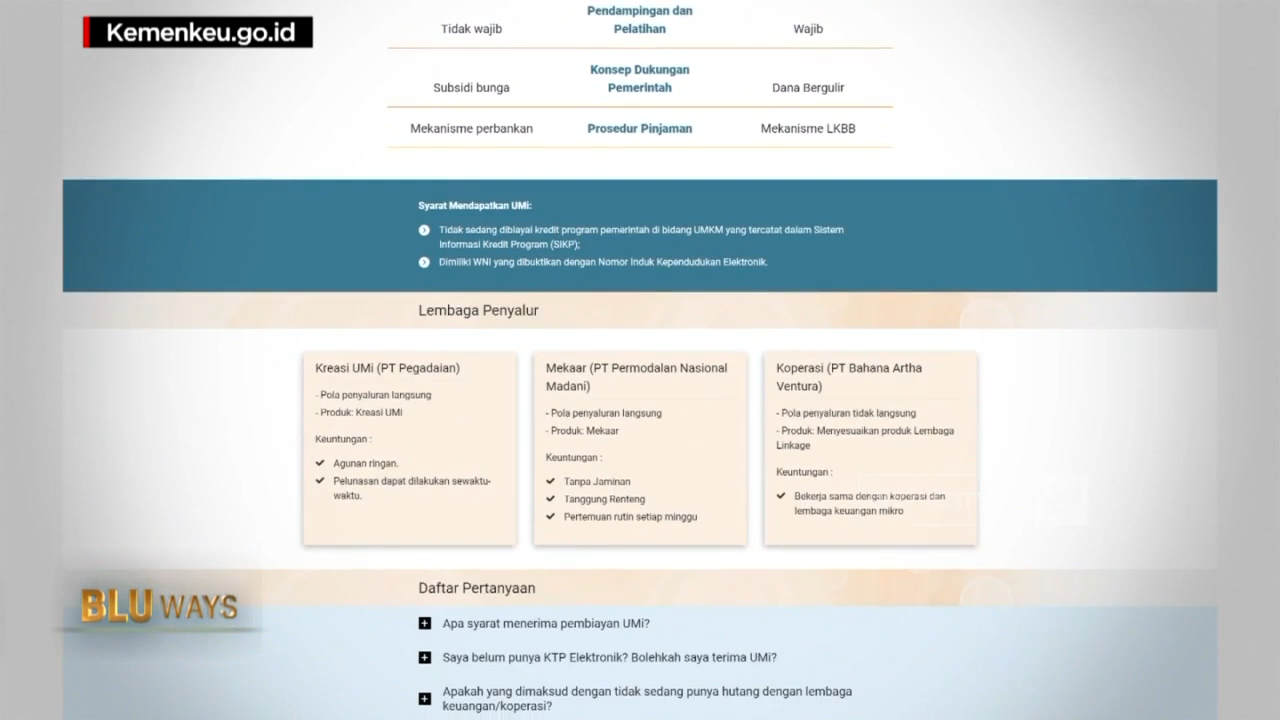 Kemenkeu.go.id
Tidak wajib
Pendampingan dan
Pelatihan
Wajib
Subsidi bunga
Konsep Dukungan
Pemerintah
Dana Bergulir
Mekanisme perbankan
Prosedur Pinjaman
Mekanisme LKBB
Syarat Mendapatkan UMi:
Tidak sedang dibiayai kredit program pemerintah di bidang UMKM yang tercatat dalam Sistem
Informasi Kredit Program (SIKP);
Dimiliki WNI yang dibuktikan dengan Nomor Induk Kependudukan Elektronik.
Lembaga Penyalur
Kreasi UMi (PT Pegadaian)
- Pola penyaluran langsung
- Produk: Kreasi UMi
Keuntungan :
Agunan ringan.
Pelunasan dapat dilakukan sewaktu-
waktu.
Mekaar (PT Permodalan Nasional
Madani)
- Pola penyaluran langsung
- Produk: Mekaar
Keuntungan :
Tanpa Jaminan
Tanggung Renteng
Pertemuan rutin setiap minggu
Koperasi (PT Bahana Artha
Ventura)
- Pola penyaluran tidak langsung
- Produk: Menyesuaikan produk Lembaga
Linkage
Keuntungan :
Bekerja sama dengan koperasi dan
lembaga keuangan mikro
BLU WAYS
Daftar Pertanyaan
Apa syarat menerima pembiayan UMi?
Saya belum punya KTP Elektronik? Bolehkah saya terima UMi?
Apakah yang dimaksud dengan tidak sedang punya hutang dengan lembaga
keuangan/koperasi?